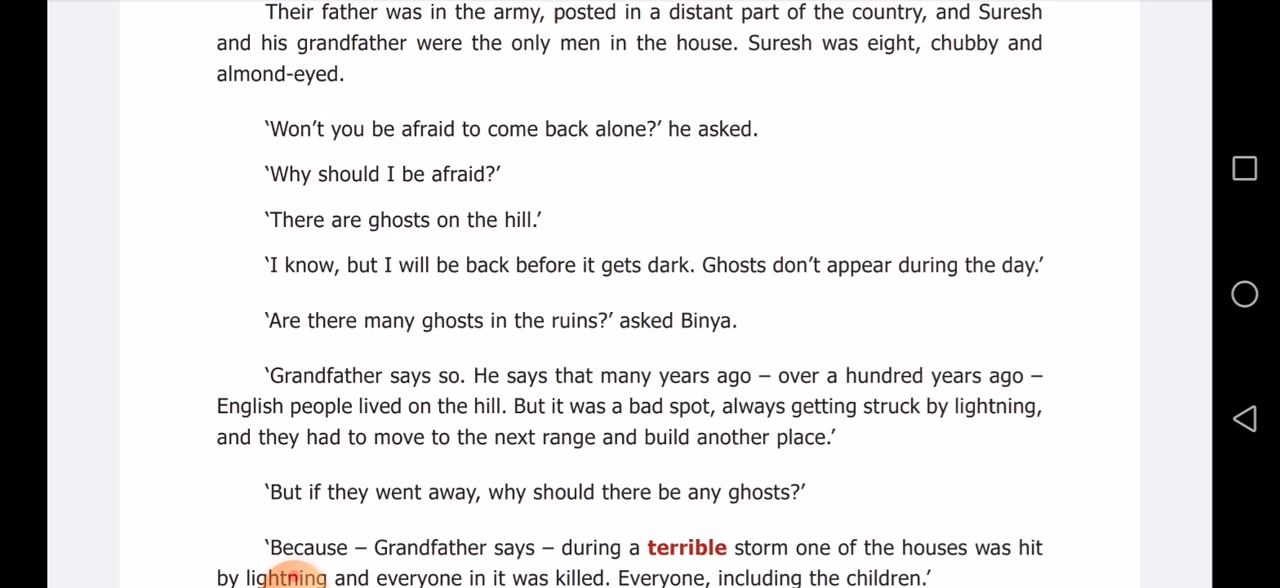 Their father was in the army, posted in a distant part of the country, and Suresh
and his grandfather were the only men in the house. Suresh was eight, chubby and
almond-eyed.
‘Won’t you be afraid to come back alone?’ he asked.
‘Why should I be afraid?’
‘There are ghosts on the hill.’
‘I know, but I will be back before it gets dark. Ghosts don’t appear during the day.’
‘Are there many ghosts in the ruins?’ asked Binya.
‘Grandfather says so. He says that many years ago – over a hundred years ago –
English people lived on the hill. But it was a bad spot, always getting struck by lightning,
and they had to move to the next range and build another place.’
‘But if they went away, why should there be any ghosts?’
‘Because – Grandfather says – during a terrible storm one of the houses was hit
by lightning and everyone in it was killed. Everyone, including the children.’